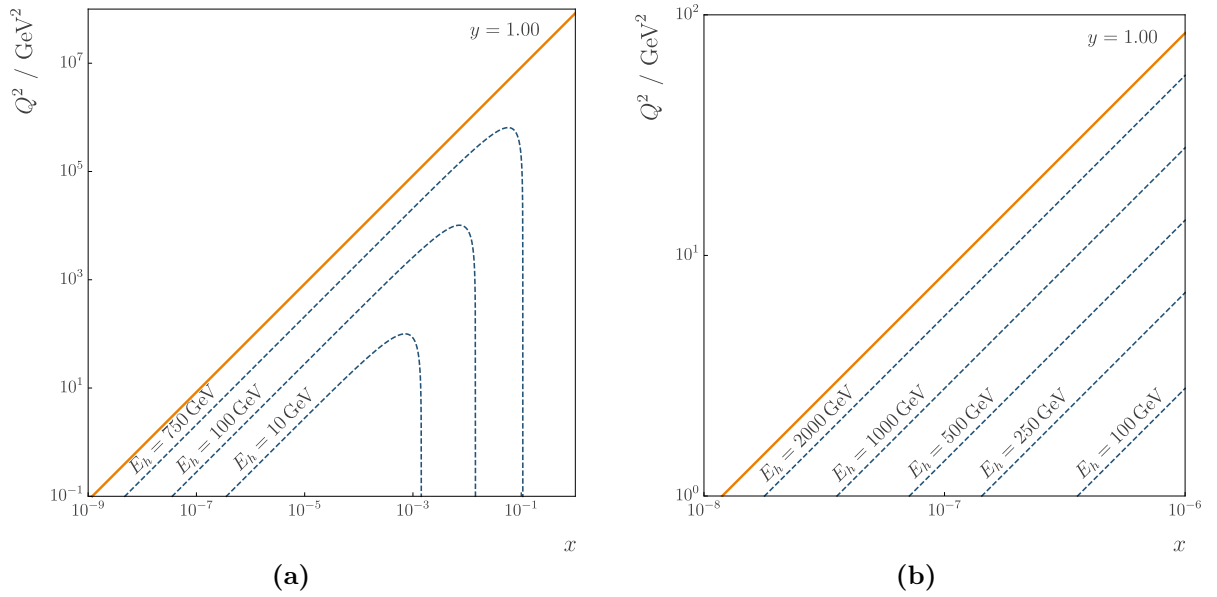 Q² / GeV²
y = 1.00
10⁷
10⁵
10³
10¹
10⁻¹
E_h = 750 GeV
E_h = 100 GeV
E_h = 10 GeV
10⁻⁹
10⁻⁷
10⁻⁵
10⁻³
10⁻¹
x
(a)
Q² / GeV²
y = 1.00
10²
10¹
10⁰
E_h = 2000 GeV
E_h = 1000 GeV
E_h = 500 GeV
E_h = 250 GeV
E_h = 100 GeV
10⁻⁸
10⁻⁷
10⁻⁶
x
(b)